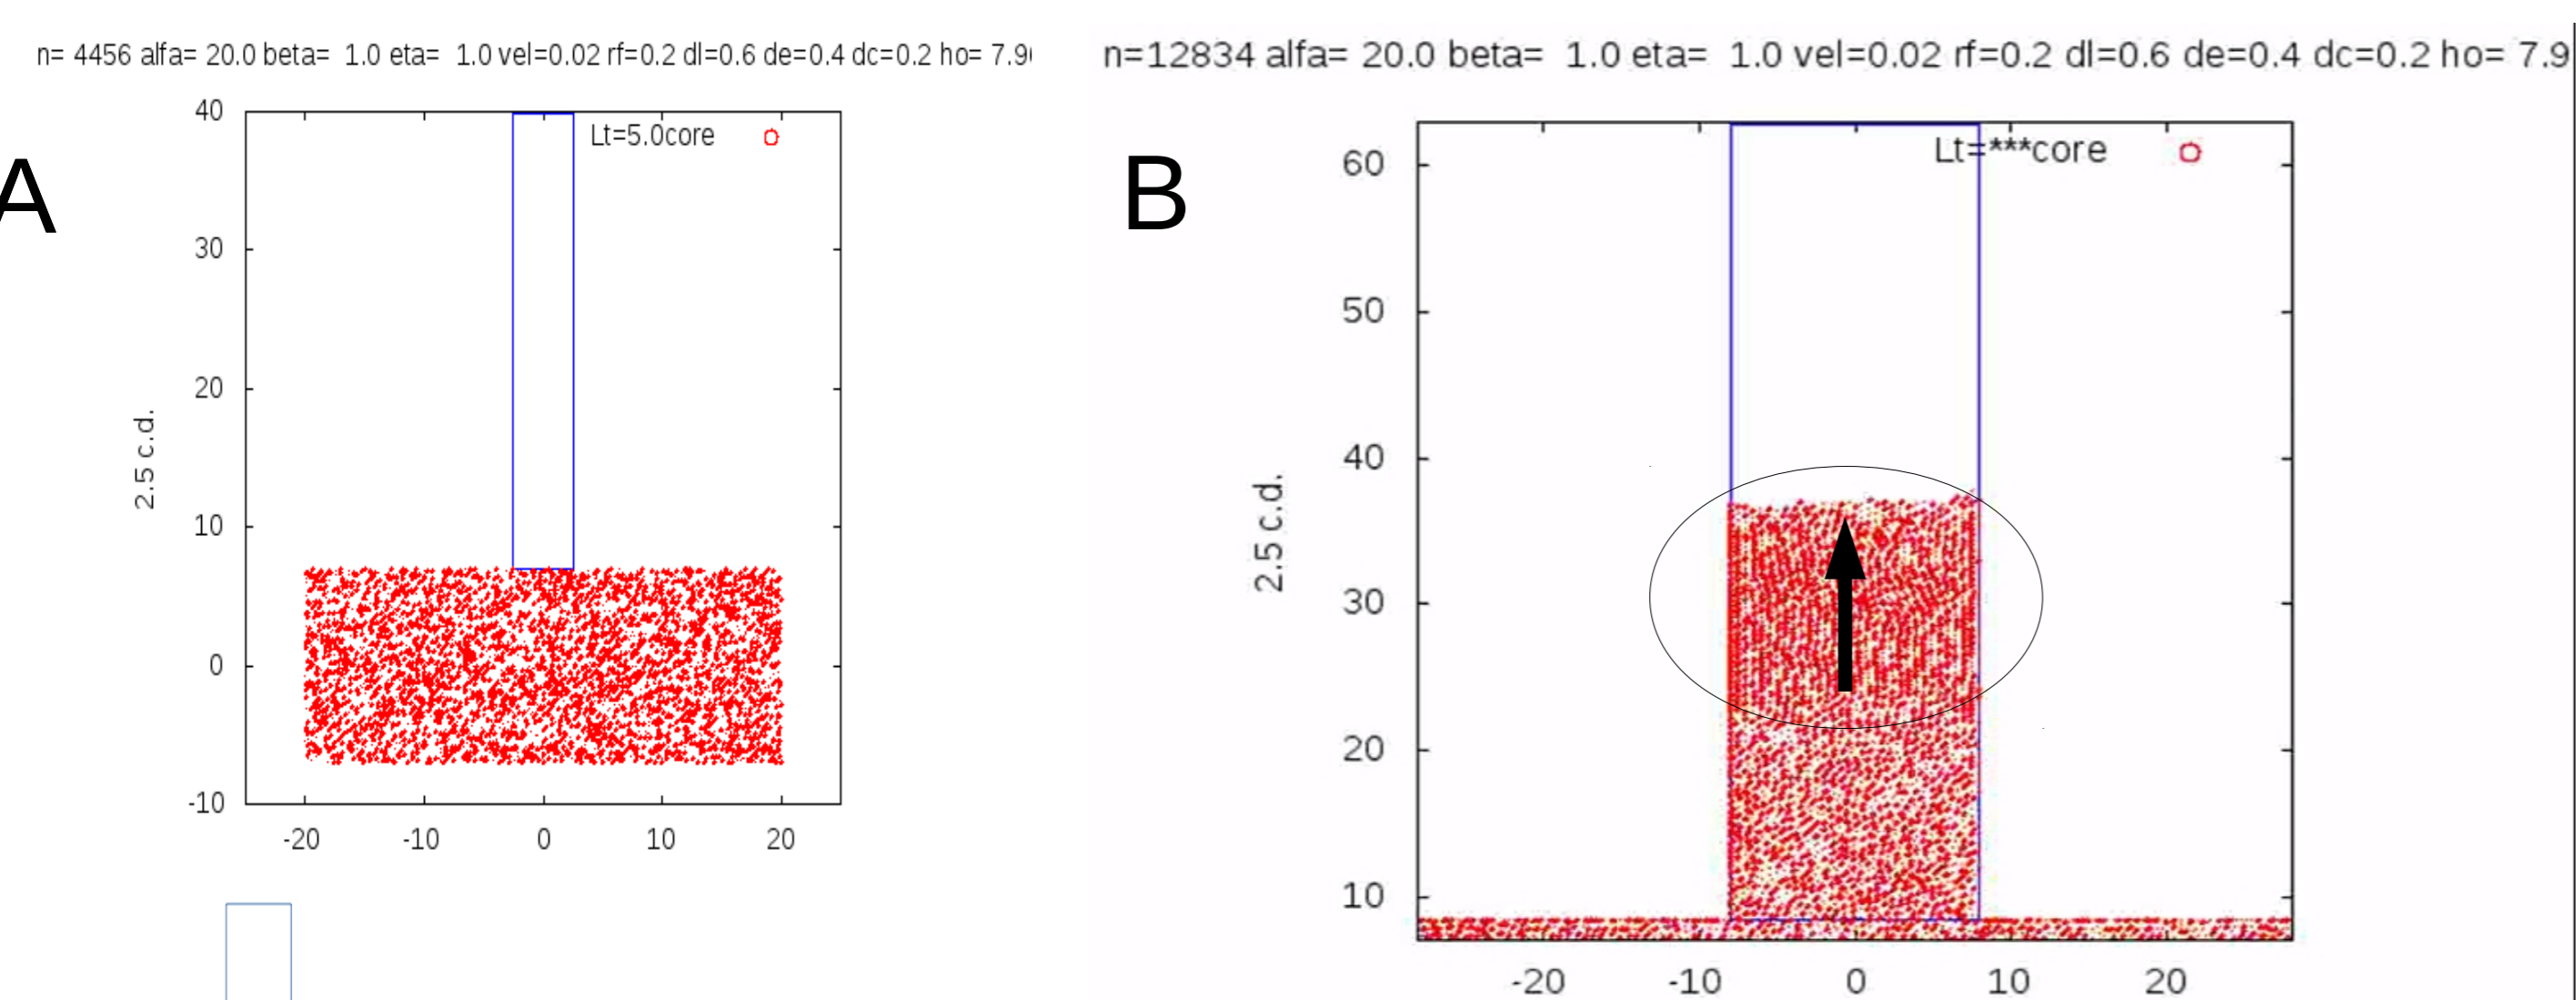 n= 4456 alfa= 20.0 beta=  1.0 eta=  1.0 vel=0.02 rf=0.2 dl=0.6 de=0.4 dc=0.2 ho= 7.9
A
Lt=5.0core
40
30
20
10
0
-10
2.5 c.d.
-20 -10 0 10 20
n=12834 alfa= 20.0 beta=  1.0 eta=  1.0 vel=0.02 rf=0.2 dl=0.6 de=0.4 dc=0.2 ho= 7.9
B
Lt=***core
60
50
40
30
20
10
2.5 c.d.
-20 -10 0 10 20